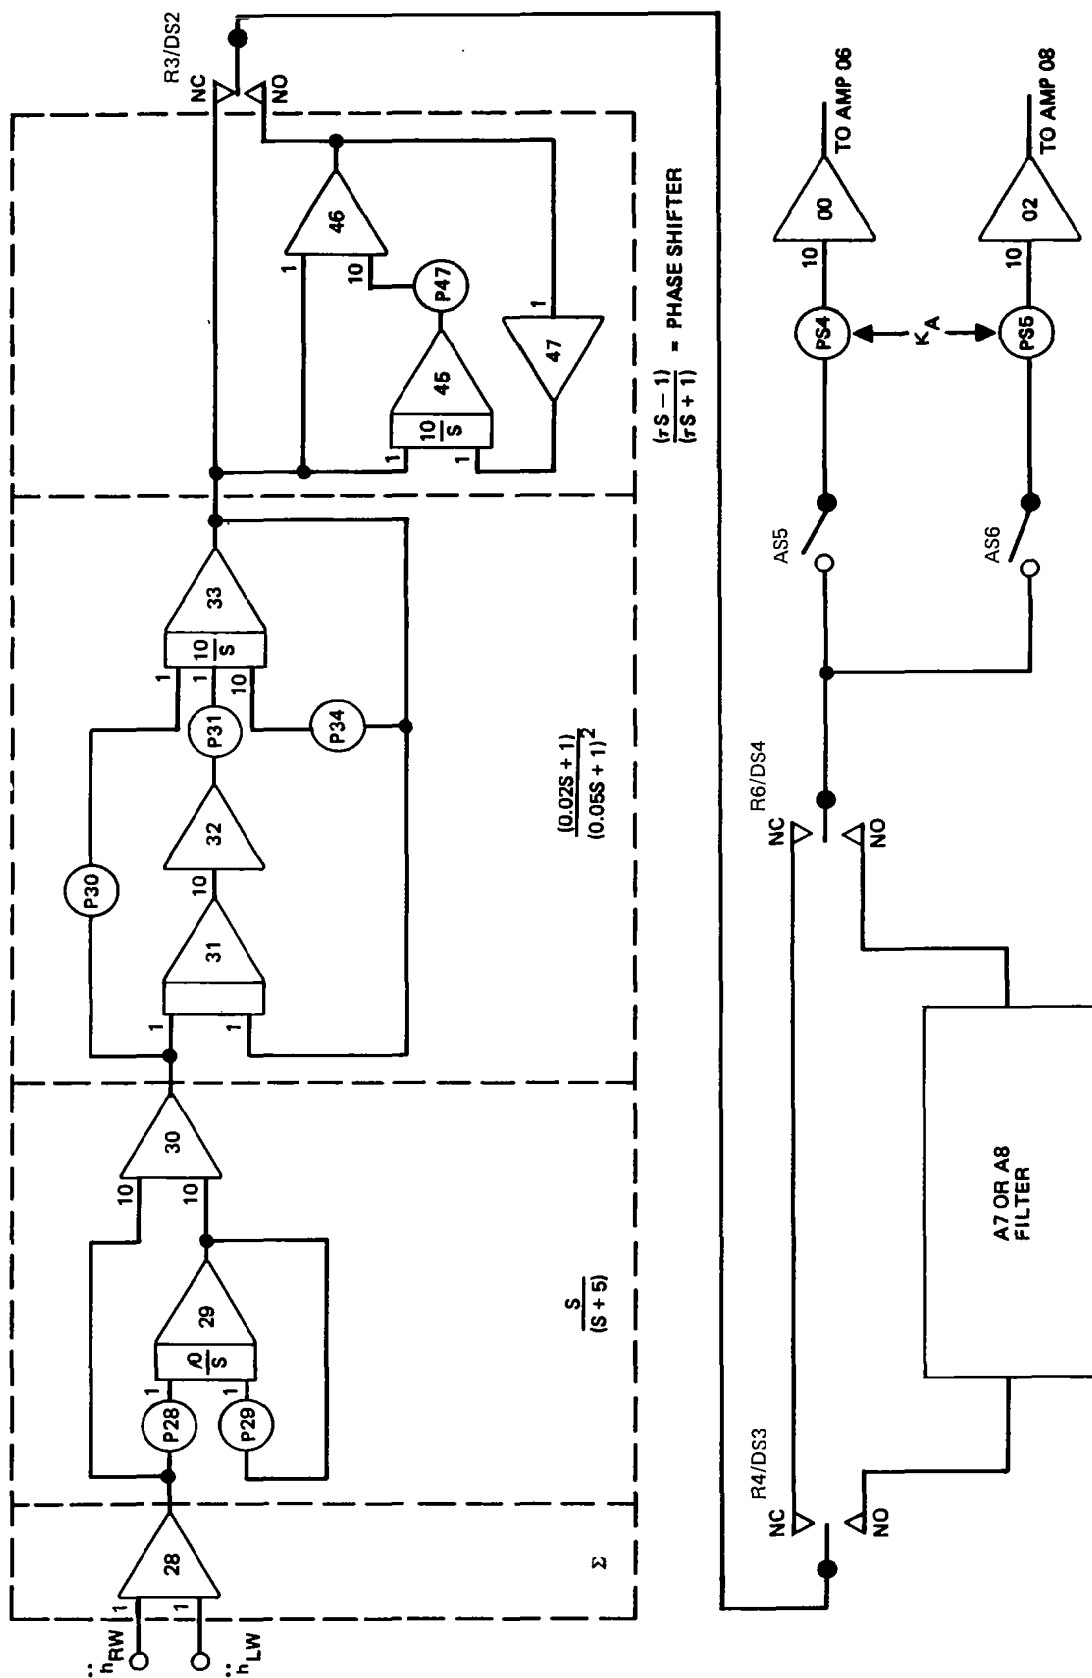 ḧRW
ḧLW
1
1
28
Σ
P28
P29
1
1
10
S
29
10
10
30
S
(S + 5)
P30
1
1
31
10
32
P31
1
1
10
10
S
33
P34
(0.02S + 1)
(0.05S + 1)2
1
1
10
S
45
P47
1
10
46
1
47
(τS − 1)
(τS + 1)
= PHASE SHIFTER
NC
NO
R3/DS2
R4/DS3
NC
NO
A7 OR A8
FILTER
R6/DS4
NC
NO
AS5
AS6
PS4
KA
PS5
10
10
00
02
TO AMP 06
TO AMP 08